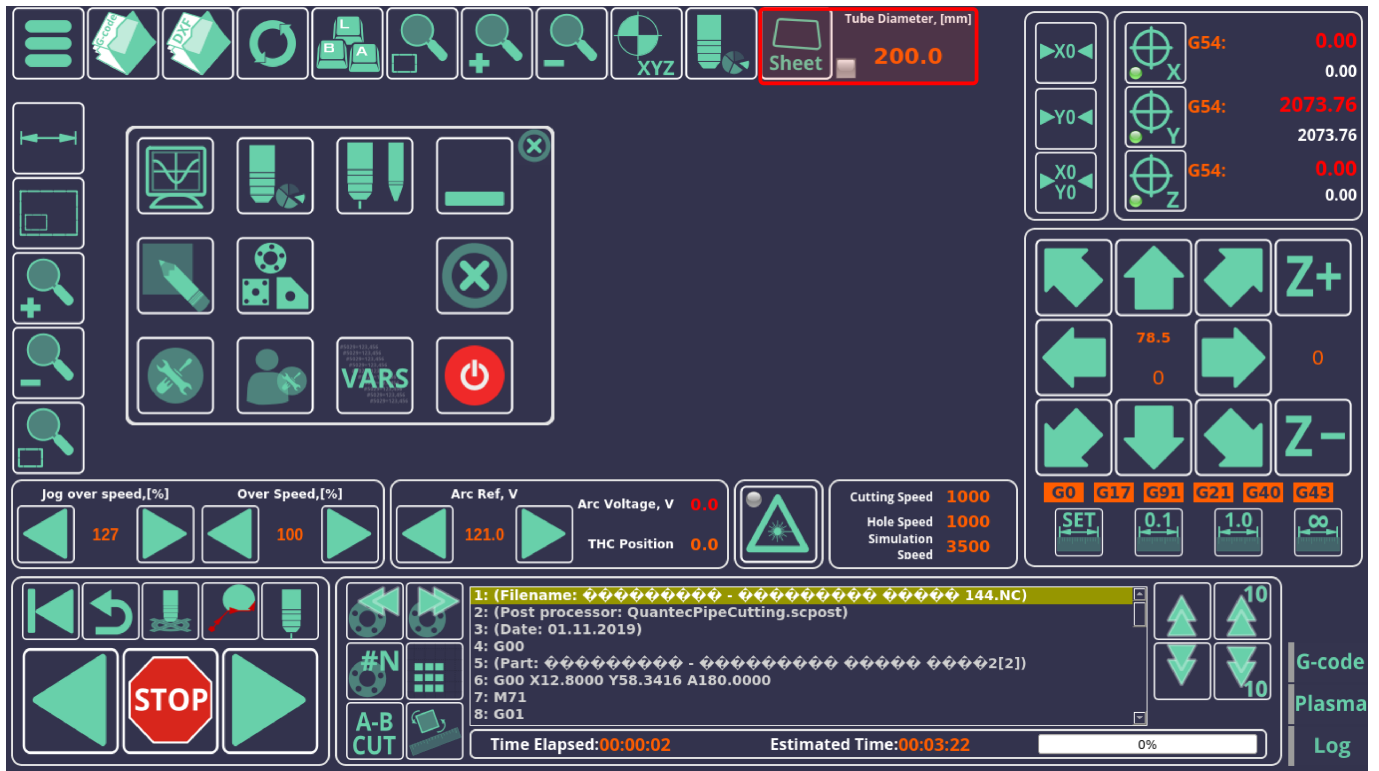 G-code
DXF
L
B
A
XYZ
Sheet
Tube Diameter, [mm]
200.0
X0
Y0
X0
Y0
X
G54:
0.00
0.00
Y
G54:
2073.76
2073.76
Z
G54:
0.00
0.00
VARS
Z+
78.5
0
0
Z-
G0 G17 G91 G21 G40 G43
SET 0.1 1.0 ∞
Jog over speed,[%]
127
Over Speed,[%]
100
Arc Ref, V
121.0
Arc Voltage, V 0.0
THC Position 0.0
Cutting Speed 1000
Hole Speed 1000
Simulation
Speed 3500
STOP
#N
A-B
CUT
1: (Filename: ��������� - ��������� ����� 144.NC)
2: (Post processor: QuantecPipeCutting.scpost)
3: (Date: 01.11.2019)
4: G00
5: (Part: ��������� - ��������� ����� ����2[2])
6: G00 X12.8000 Y58.3416 A180.0000
7: M71
8: G01
10
10
Time Elapsed:00:00:02
Estimated Time:00:03:22
0%
G-code
Plasma
Log